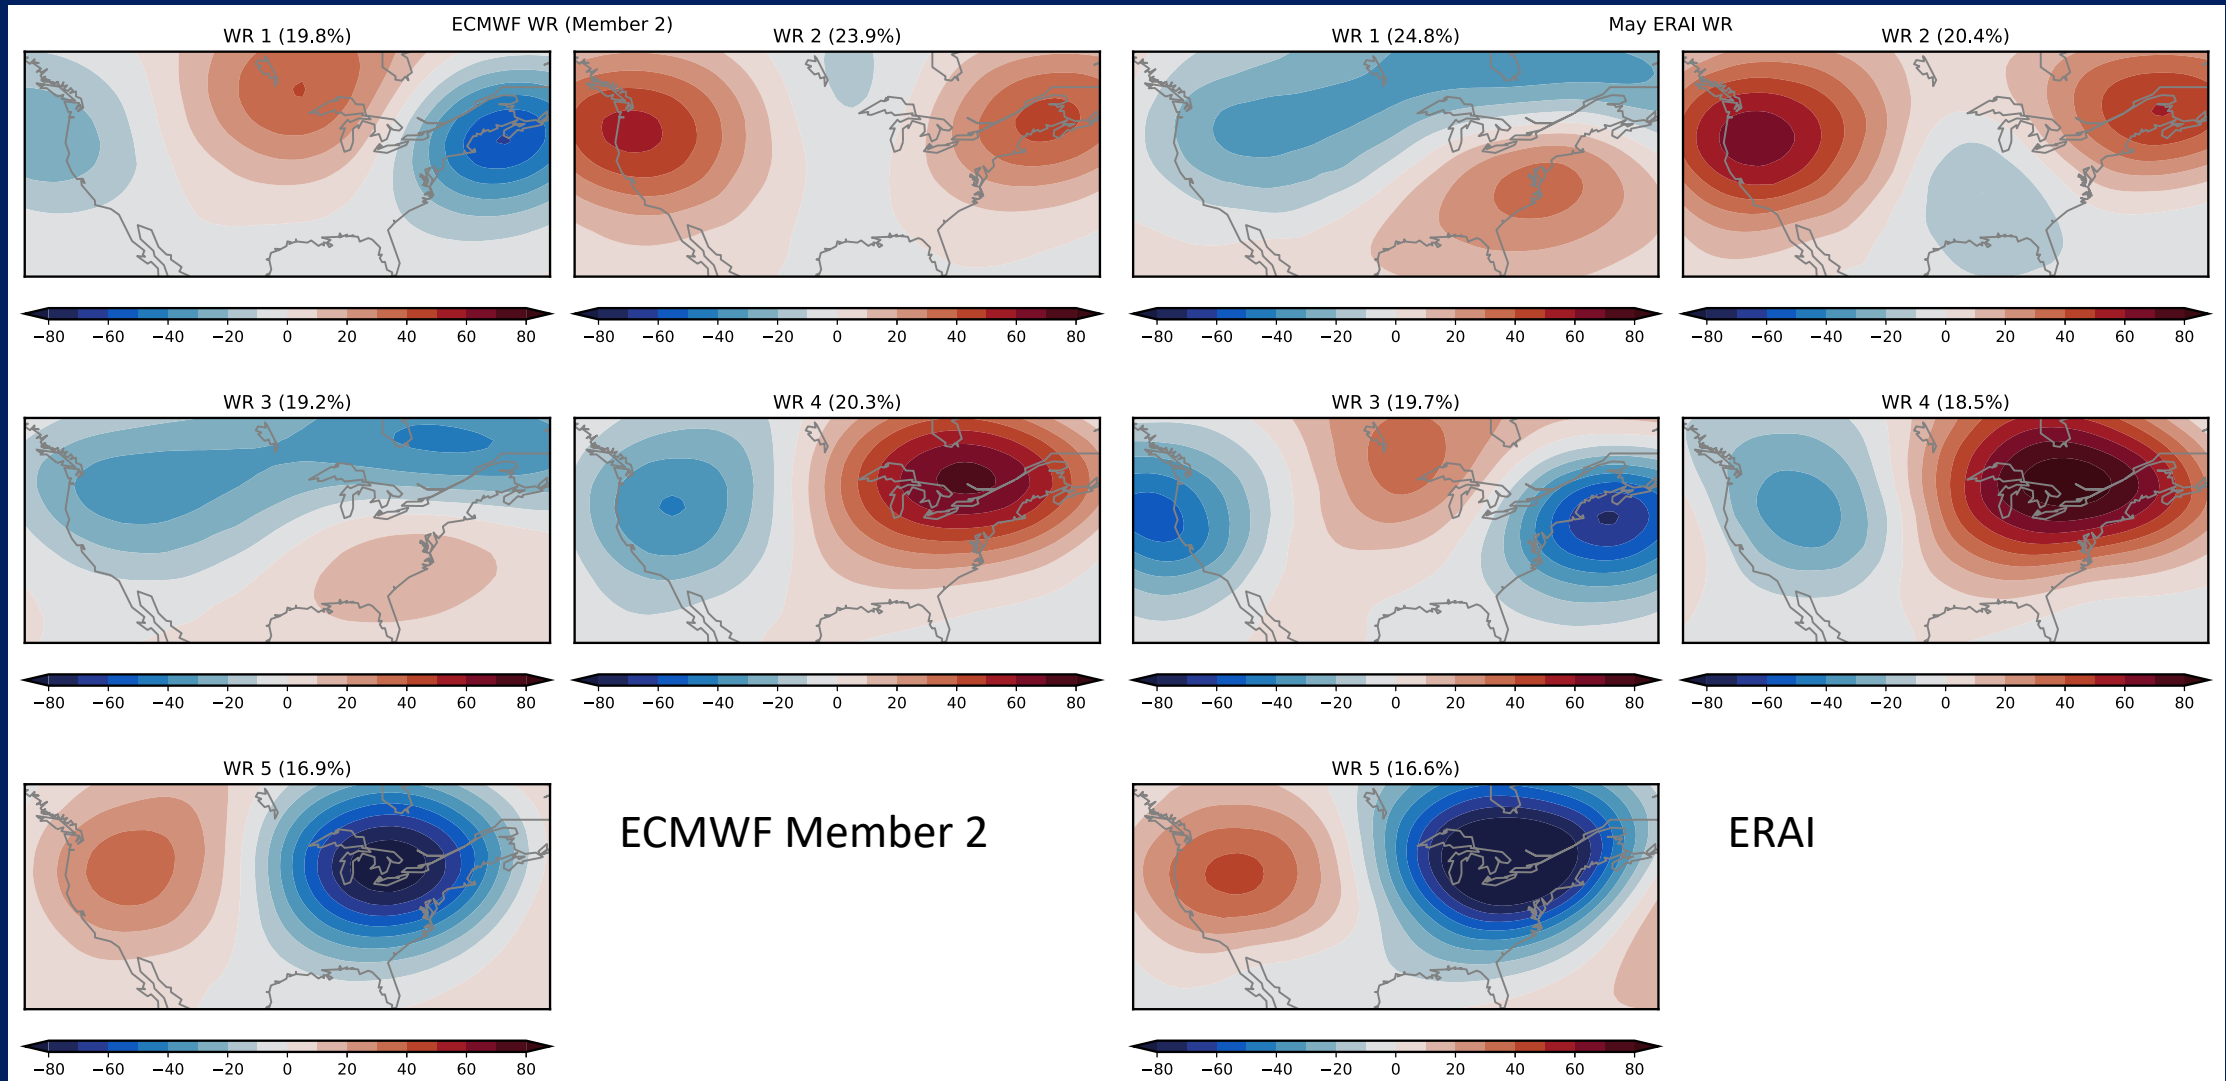 ECMWF WR (Member 2)
May ERAI WR
WR 1 (19.8%)
WR 2 (23.9%)
WR 1 (24.8%)
WR 2 (20.4%)
−80 −60 −40 −20 0 20 40 60 80
−80 −60 −40 −20 0 20 40 60 80
−80 −60 −40 −20 0 20 40 60 80
−80 −60 −40 −20 0 20 40 60 80
WR 3 (19.2%)
WR 4 (20.3%)
WR 3 (19.7%)
WR 4 (18.5%)
−80 −60 −40 −20 0 20 40 60 80
−80 −60 −40 −20 0 20 40 60 80
−80 −60 −40 −20 0 20 40 60 80
−80 −60 −40 −20 0 20 40 60 80
WR 5 (16.9%)
WR 5 (16.6%)
ECMWF Member 2
ERAI
−80 −60 −40 −20 0 20 40 60 80
−80 −60 −40 −20 0 20 40 60 80